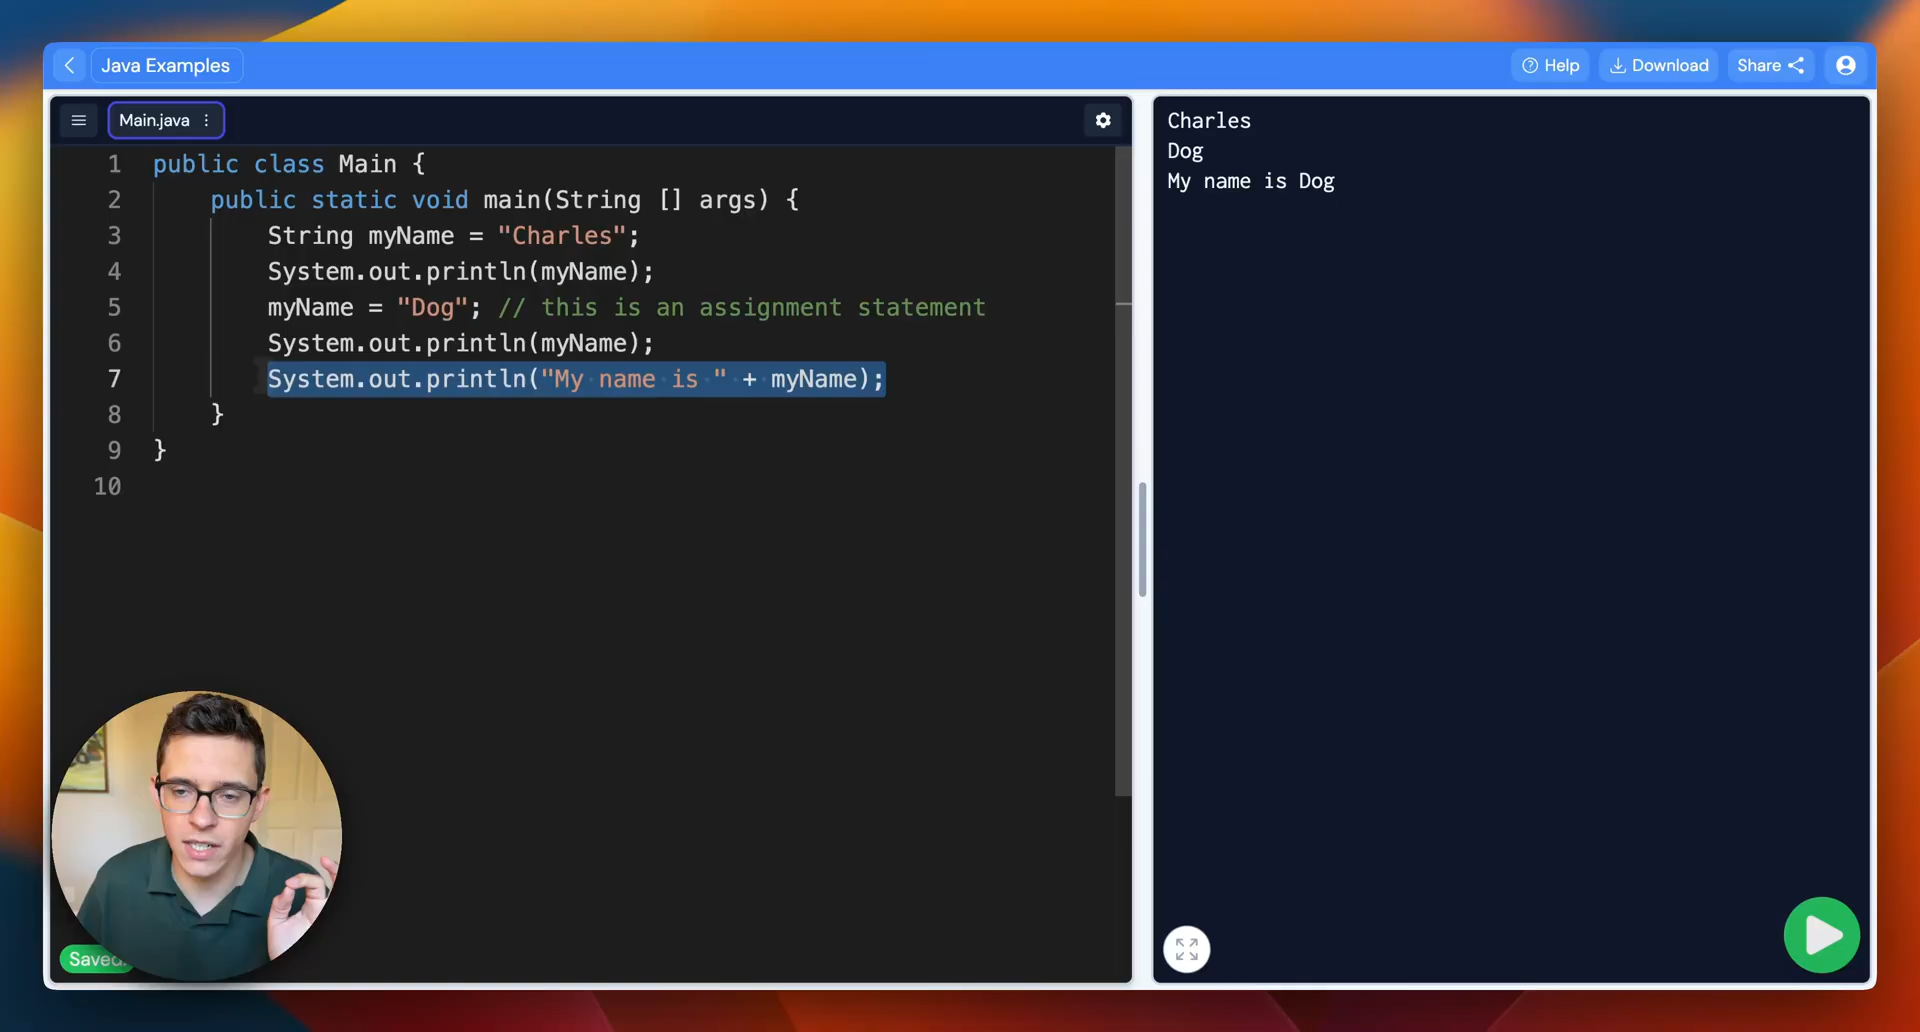 Java Examples
Help
Download
Share
Main.java
1 public class Main {
2 public static void main(String [] args) {
3 String myName = "Charles";
4 System.out.println(myName);
5 myName = "Dog"; // this is an assignment statement
6 System.out.println(myName);
7 System.out.println("My name is " + myName);
8 }
9 }
10
Charles
Dog
My name is Dog
Saved.